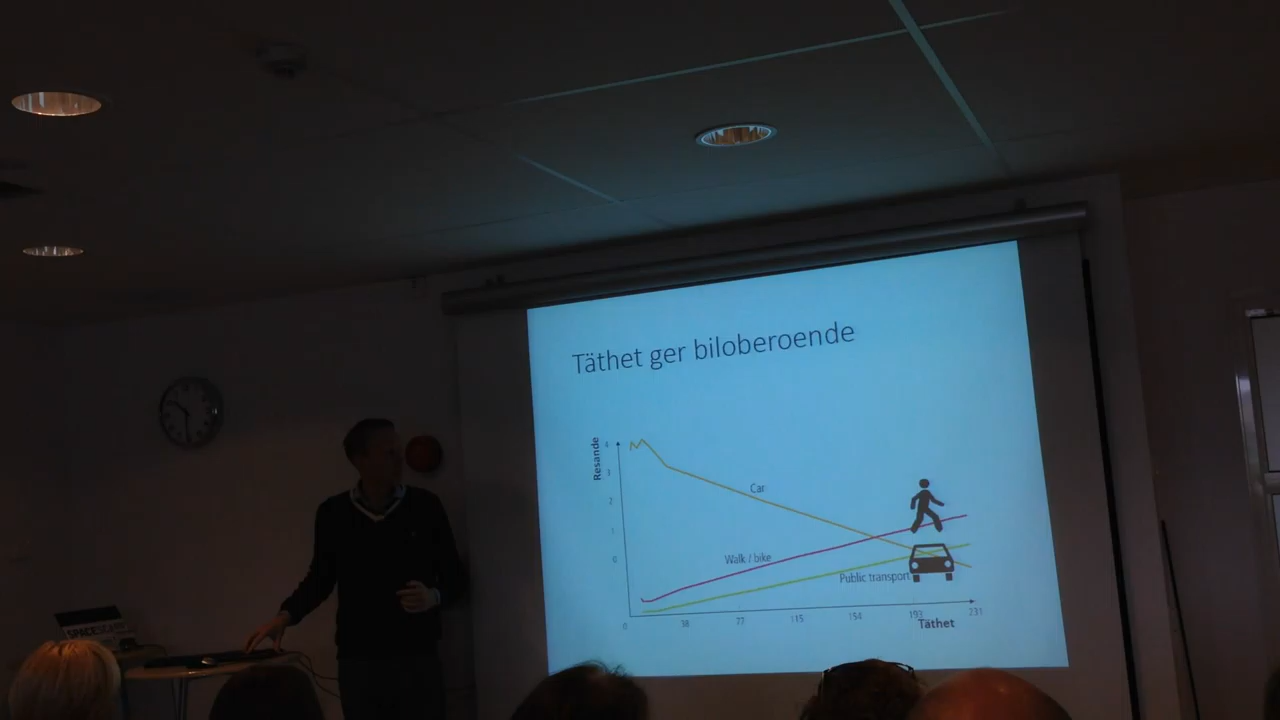 Täthet ger biloberoende
Resande
4
3
2
1
0
Car
Walk / bike
Public transport
0
38
77
115
154
193
231
Täthet